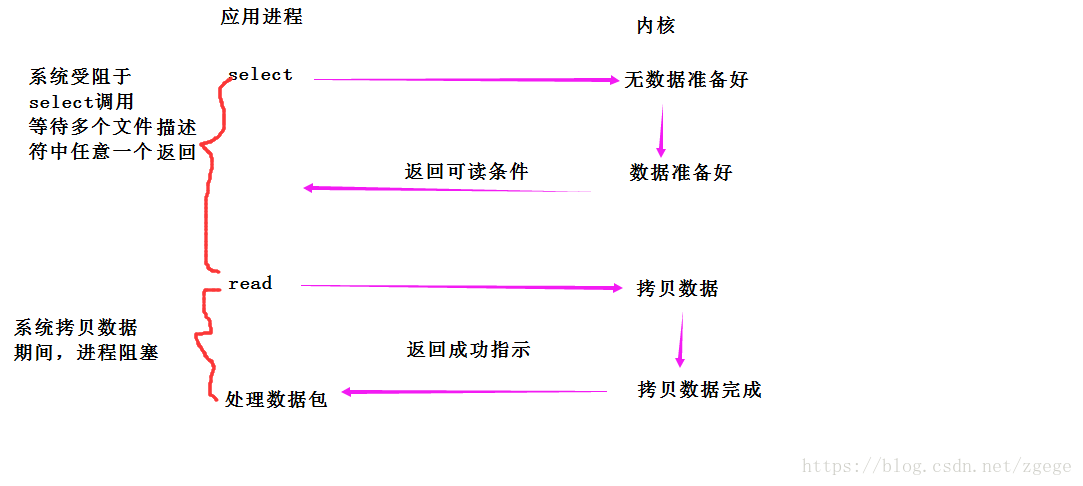 应用进程
内核
系统受阻于
select调用
等待多个文件描述
符中任意一个返回
select
无数据准备好
返回可读条件
数据准备好
read
拷贝数据
系统拷贝数据
期间，进程阻塞
返回成功指示
处理数据包
拷贝数据完成
https://blog.csdn.net/zgege